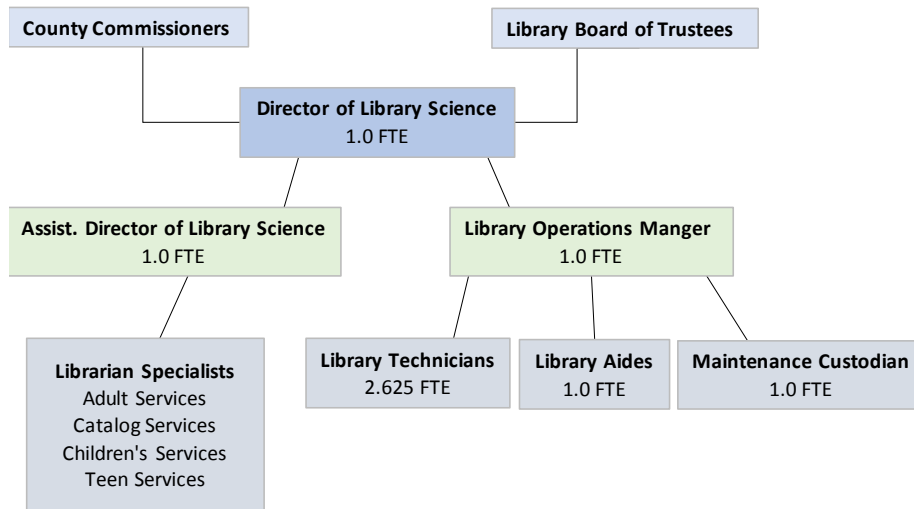 County Commissioners
Library Board of Trustees
Director of Library Science
1.0 FTE
Assist. Director of Library Science
1.0 FTE
Library Operations Manger
1.0 FTE
Librarian Specialists
Adult Services
Catalog Services
Children's Services
Teen Services
Library Technicians
2.625 FTE
Library Aides
1.0 FTE
Maintenance Custodian
1.0 FTE